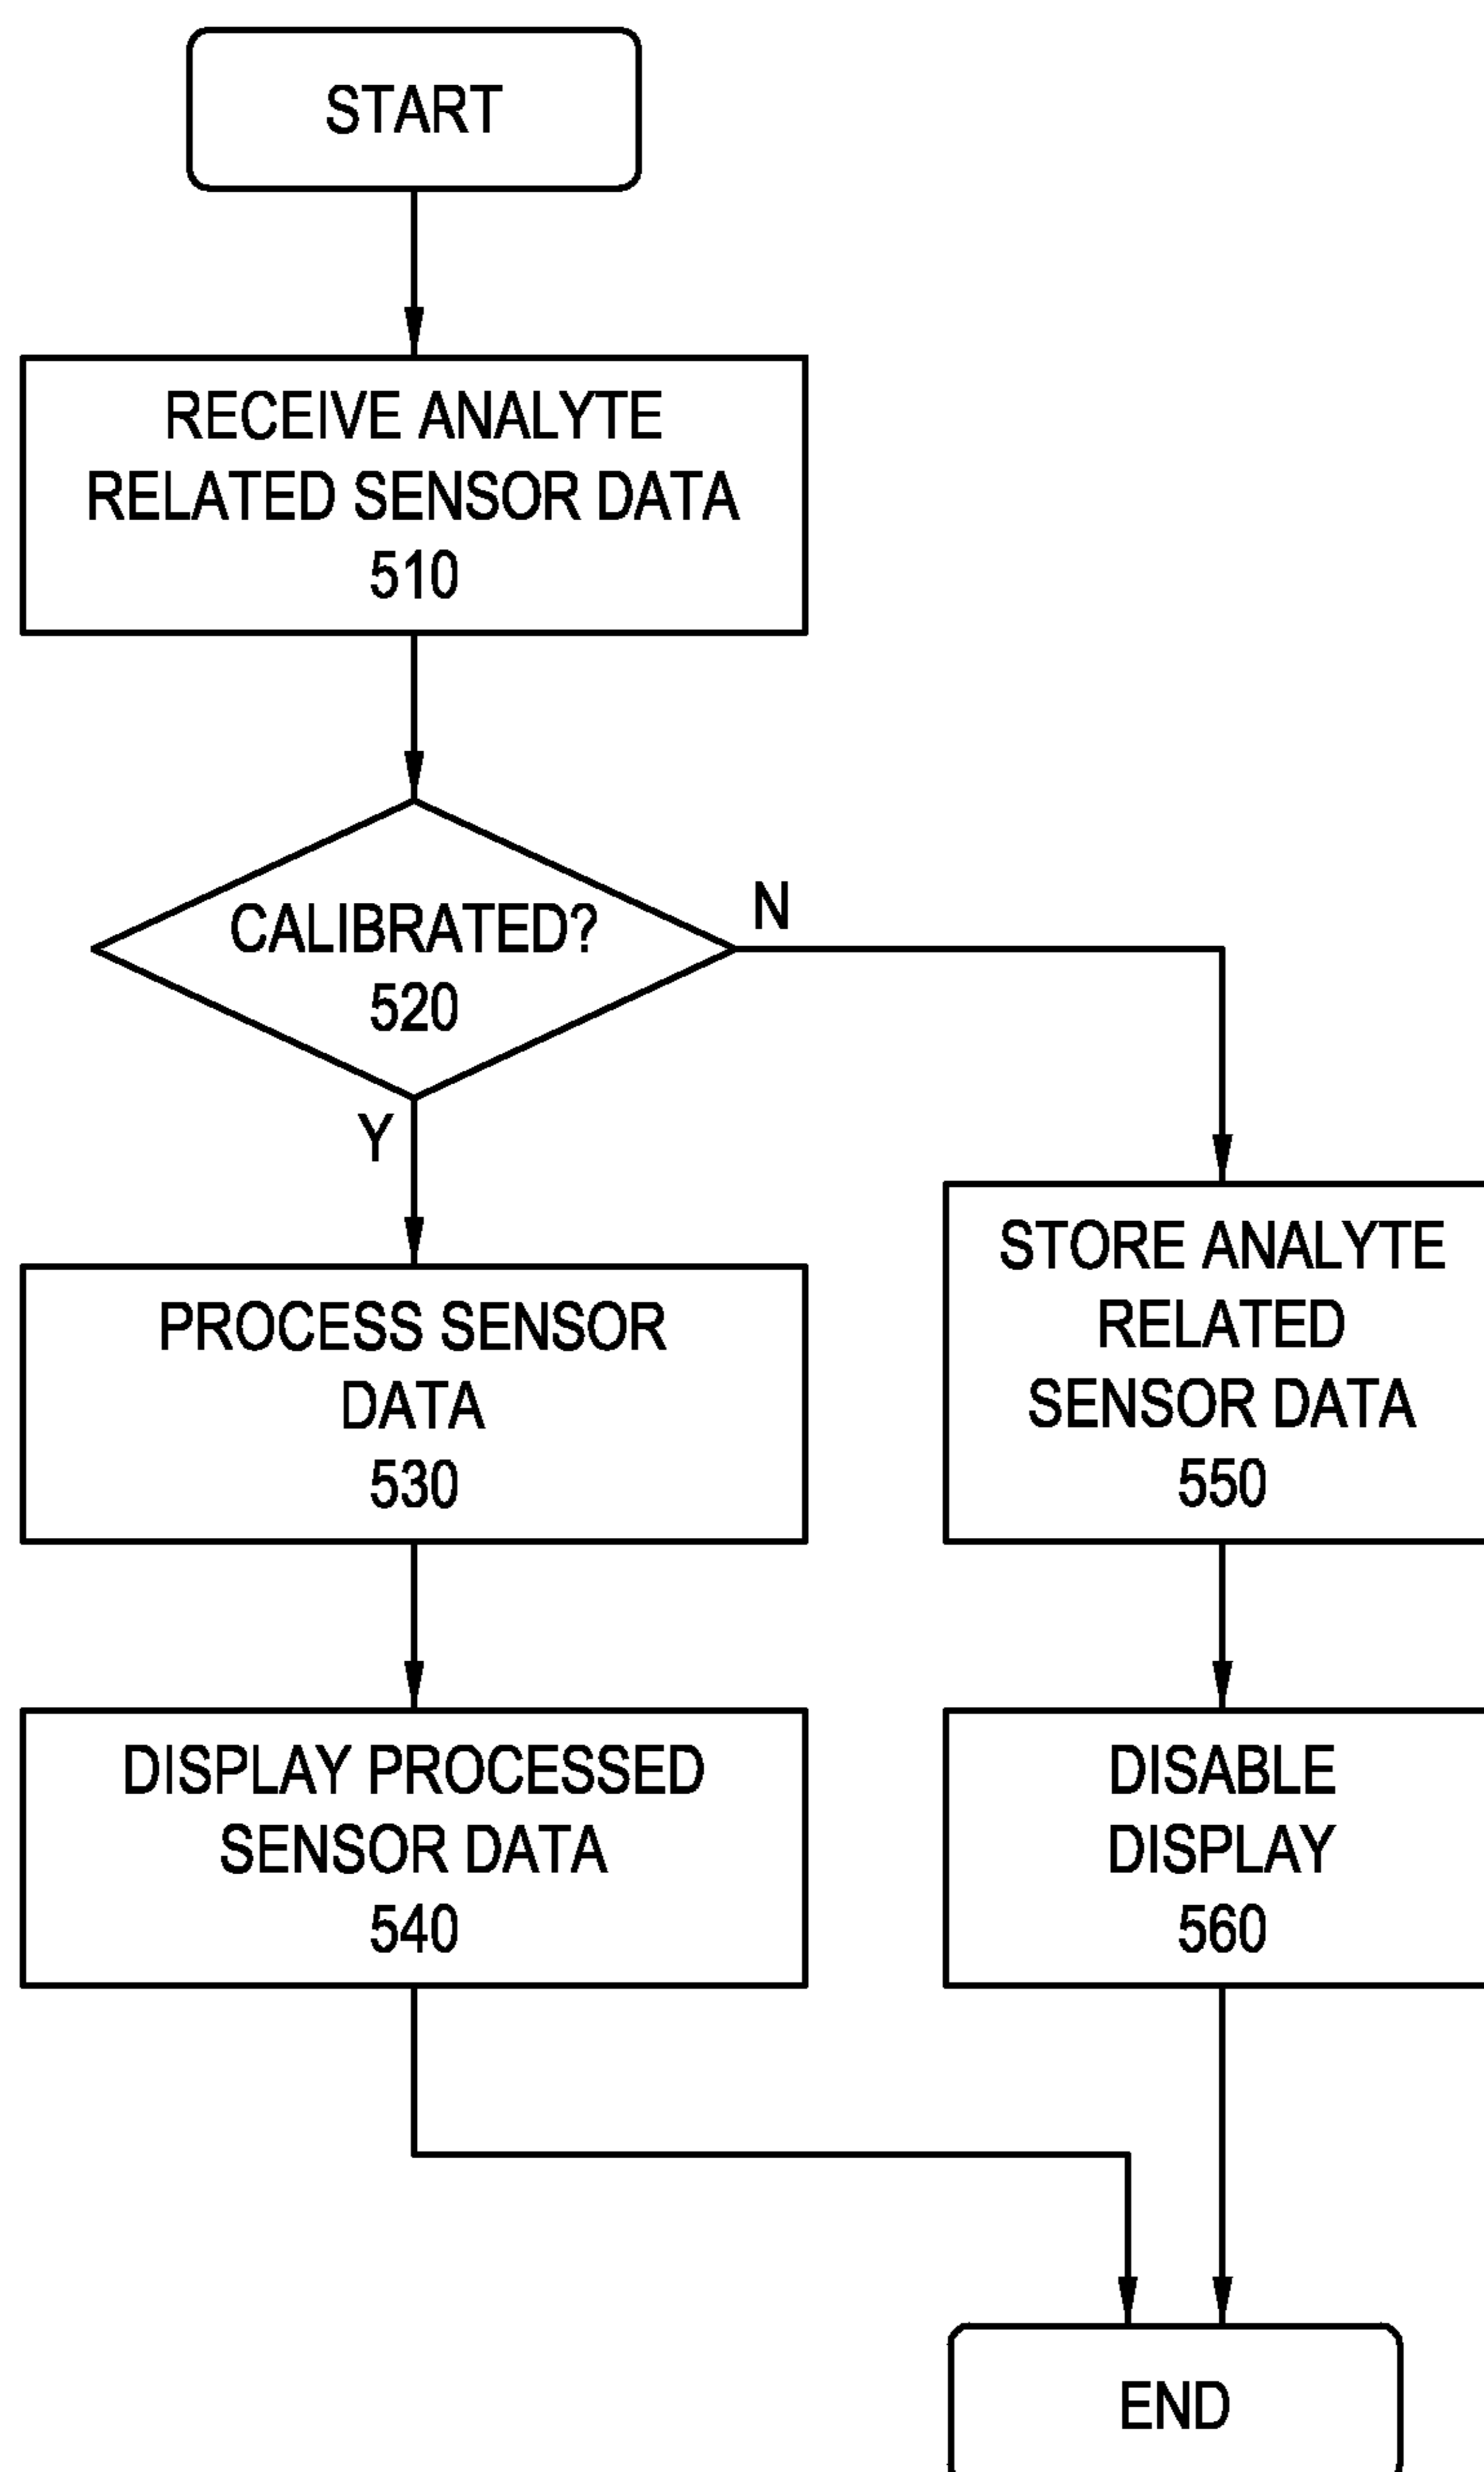 START
RECEIVE ANALYTE
RELATED SENSOR DATA
510
CALIBRATED?
520
N
Y
PROCESS SENSOR
DATA
530
STORE ANALYTE
RELATED
SENSOR DATA
550
DISPLAY PROCESSED
SENSOR DATA
540
DISABLE
DISPLAY
560
END